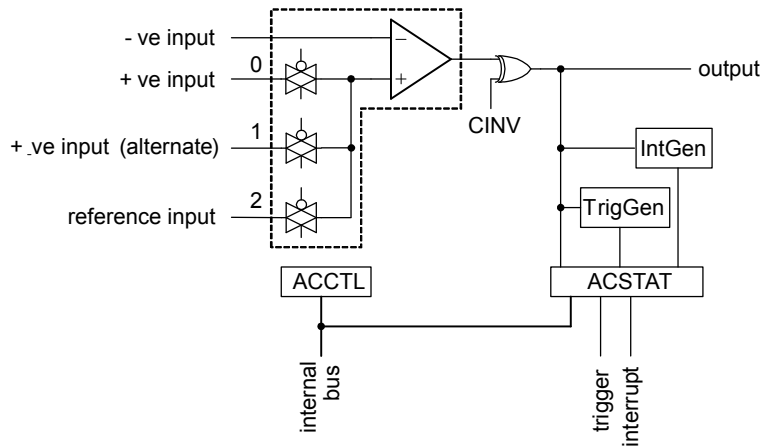 - ve input
0
+ ve input
−
+
output
CINV
1
+ -ve input (alternate)
IntGen
2
reference input
TrigGen
ACCTL
ACSTAT
internal
bus
trigger
interrupt